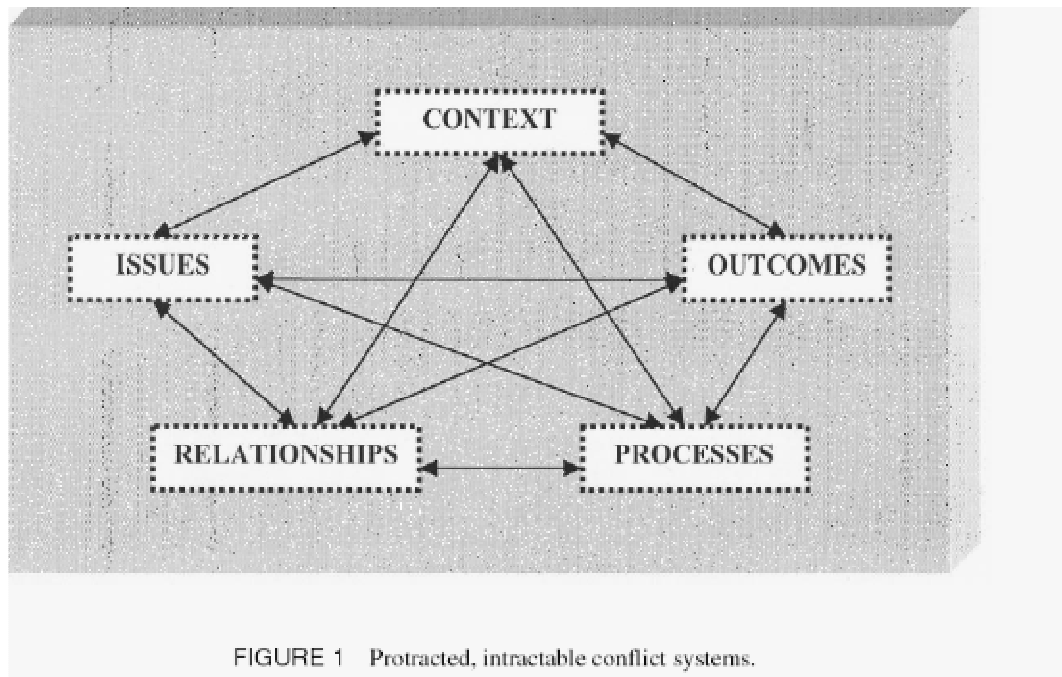 CONTEXT
ISSUES
OUTCOMES
RELATIONSHIPS
PROCESSES
FIGURE 1 Protracted, intractable conflict systems.